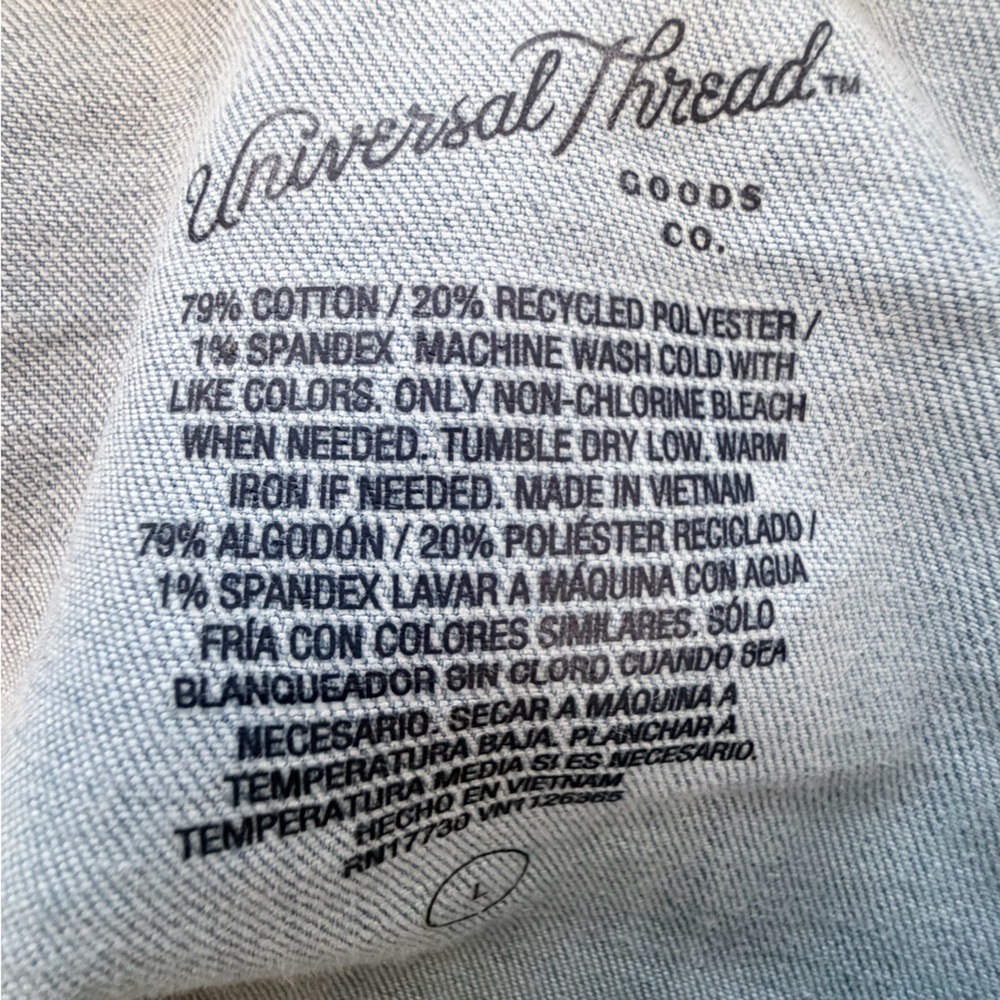 Universal Thread™
GOODS
CO.
79% COTTON / 20% RECYCLED POLYESTER /
1% SPANDEX MACHINE WASH COLD WITH
LIKE COLORS. ONLY NON-CHLORINE BLEACH
WHEN NEEDED. TUMBLE DRY LOW. WARM
IRON IF NEEDED. MADE IN VIETNAM
79% ALGODÓN / 20% POLIÉSTER RECICLADO /
1% SPANDEX LAVAR A MÁQUINA CON AGUA
FRÍA CON COLORES SIMILARES. SÓLO
BLANQUEADOR SIN CLORO CUANDO SEA
NECESARIO. SECAR A MÁQUINA A
TEMPERATURA BAJA. PLANCHAR A
TEMPERATURA MEDIA SI ES NECESARIO.
HECHO EN VIETNAM
RN17730